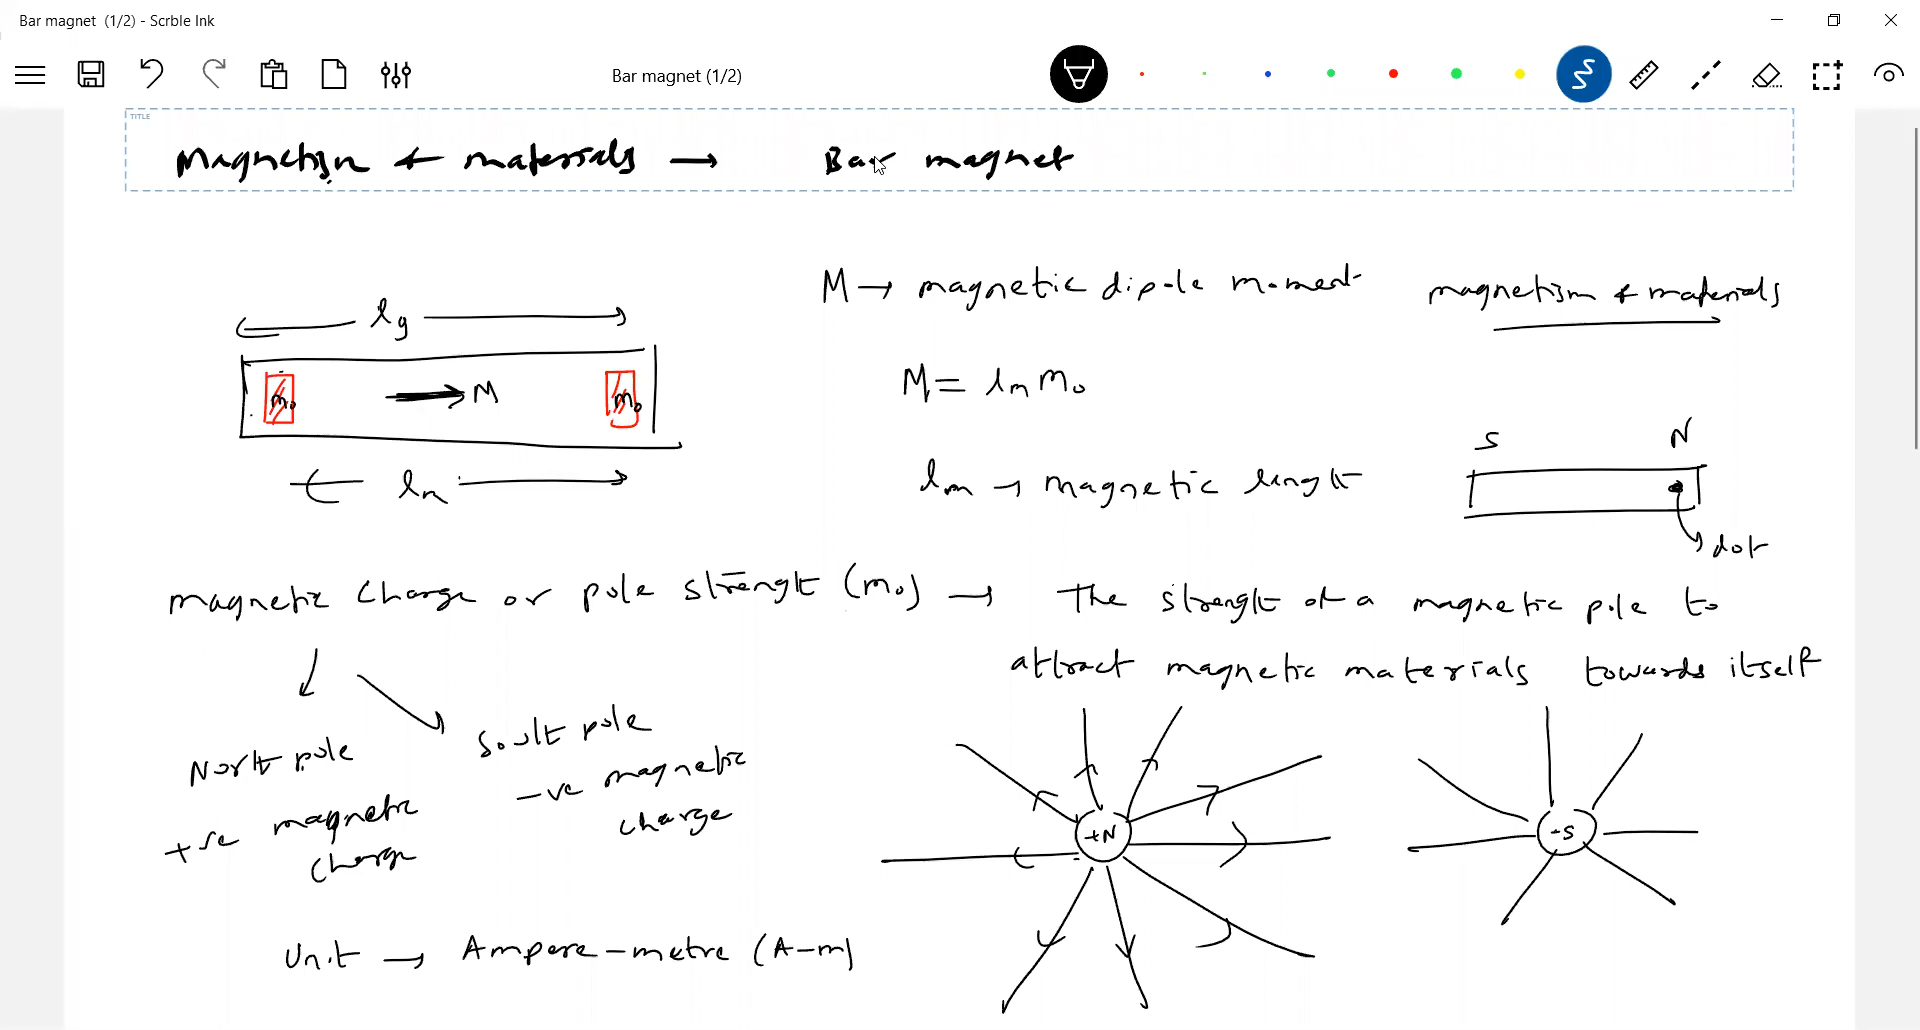 Bar magnet (1/2) - Scrble Ink
Bar magnet (1/2)
TITLE
Magnetism & materials → Bar magnet
M → magnetic dipole moment
magnetism & materials
lg
M = lm m₀
m₀ → M m₀
lm
lm → magnetic length
S N
dot
magnetic charge or pole strength (m₀) → The strength of a magnetic pole to
attract magnetic materials towards itself
North pole
+ve magnetic
charge
South pole
-ve magnetic
charge
+N
-S
Unit → Ampere-metre (A-m)